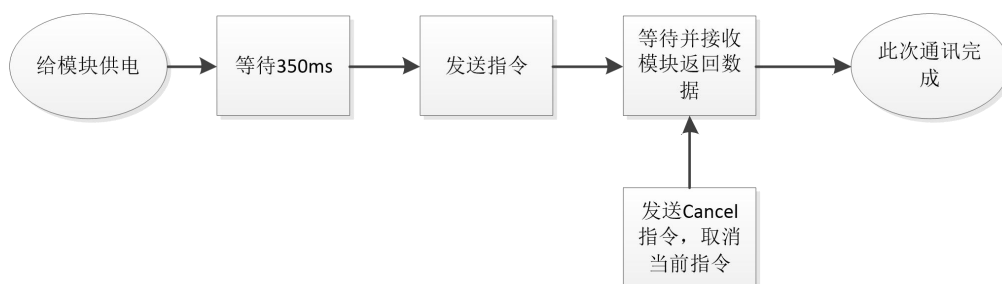 给模块供电
等待350ms
发送指令
等待并接收
模块返回数
据
此次通讯完
成
发送Cancel
指令，取消
当前指令